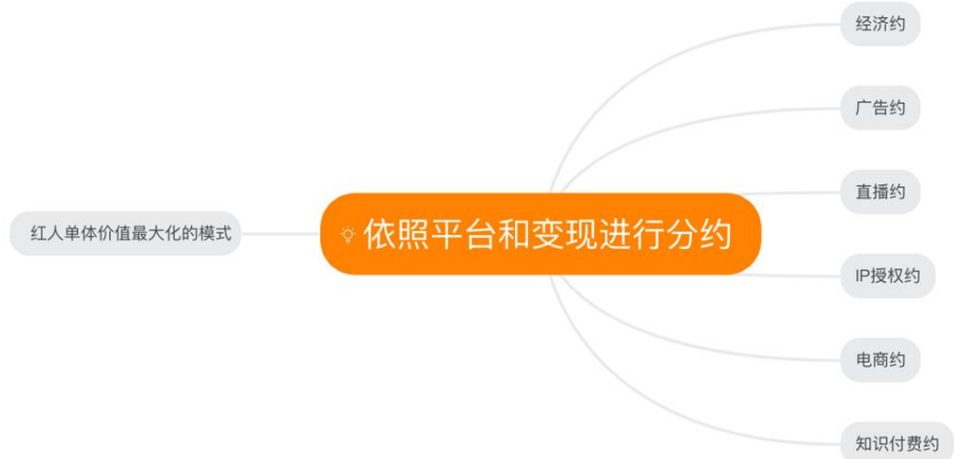 红人单体价值最大化的模式
依照平台和变现进行分约
经济约
广告约
直播约
IP授权约
电商约
知识付费约